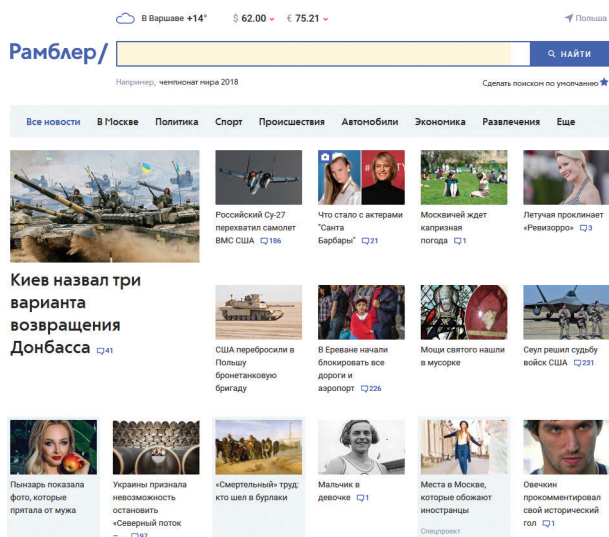 В Варшаве +14° $ 62.00 € 75.21 Польша
Рамблер/
НАЙТИ
Например, чемпионат мира 2018 Сделать поиском по умолчанию
Все новости В Москве Политика Спорт Происшествия Автомобили Экономика Развлечения Еще
Киев назвал три
варианта
возвращения
Донбасса 41
Российский Су-27
перехватил самолет
ВМС США 186
Что стало с актерами
"Санта
Барбары" 21
Москвичей ждет
капризная
погода 1
Летучая проклинает
«Ревизорро» 3
США перебросили в
Польшу
бронетанковую
бригаду
В Ереване начали
блокировать все
дороги и
аэропорт 226
Мощи святого нашли
в мусорке
Сеул решил судьбу
войск США 231
Пынзарь показала
фото, которые
прятала от мужа
Украины признала
невозможность
остановить
«Северный поток
– ... 97
«Смертельный» труд:
кто шел в бурлаки
Мальчик в
девочке 1
Места в Москве,
которые обожают
иностранцы
Спецпроект
Овечкин
прокомментировал
свой исторический
гол 1